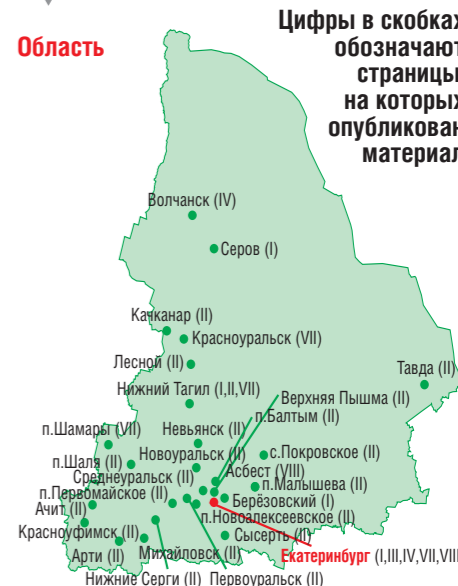 Область
Цифры в скобках
обозначают
страницы,
на которых
опубликован
материал
Волчанск (IV)
Серов (I)
Качканар (II)
Красноуральск (VII)
Лесной (II)
Тавда (II)
Нижний Тагил (I,II,VII)
Верхняя Пышма (II)
п.Балтым (II)
п.Шамары (VII)
Невьянск (II)
с.Покровское (II)
Новоуральск (II)
п.Шаля (II)
Асбест (VIII)
Среднеуральск (II)
п.Малышева (II)
п.Первомайское (II)
Берёзовский (I)
Ачит (II)
п.Новоалексеевское (II)
Красноуфимск (II)
Сысерть (II)
Арти (II)
Михайловск (II)
Екатеринбург (I,III,IV,VII,VIII
Нижние Серги (II)
Первоуральск (II)